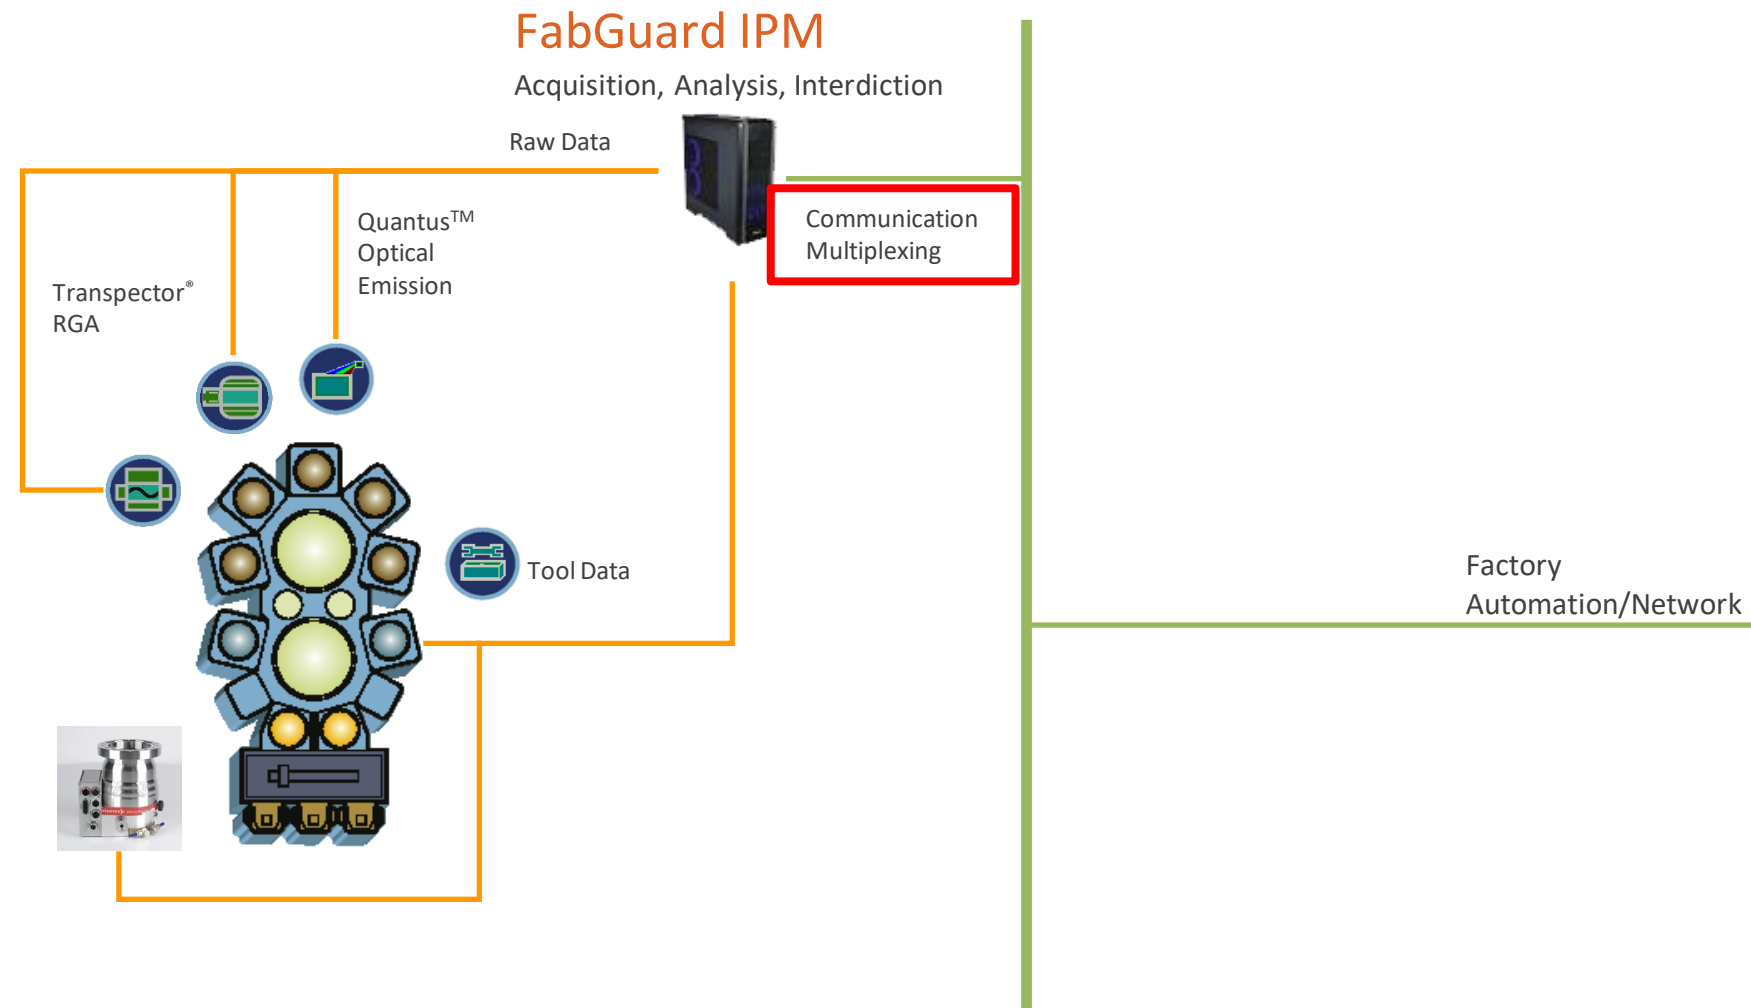 FabGuard IPM
Acquisition, Analysis, Interdiction
Raw Data
Quantus™
Optical
Emission
Communication
Multiplexing
Transpector®
RGA
Tool Data
Factory
Automation/Network